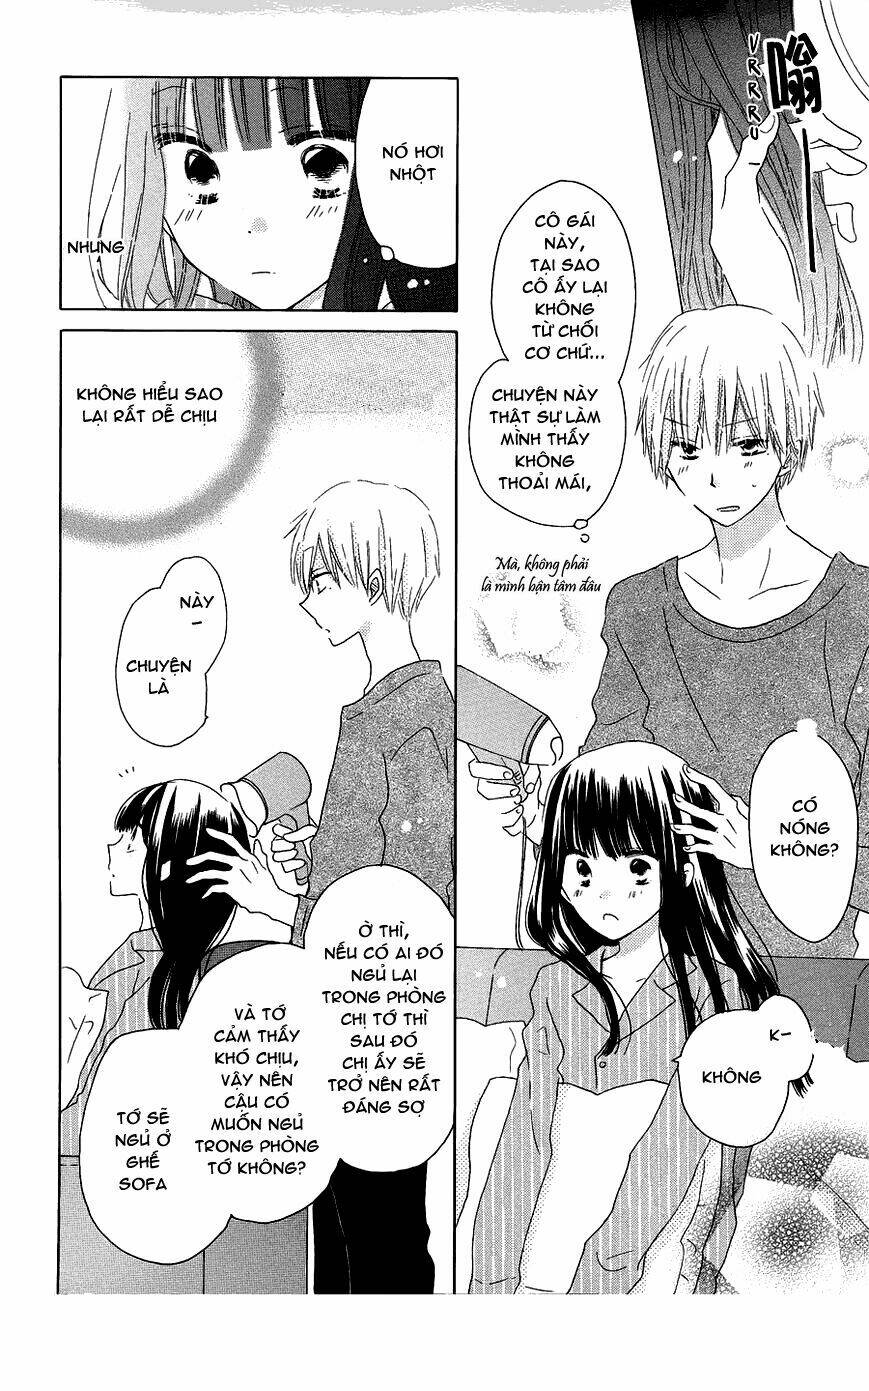 嗡
VRRRU
CÔ GÁI
NÀY,
TẠI SAO
CÔ ẤY LẠI
KHÔNG
TỪ CHỐI
CƠ CHỨ...
CHUYỆN NÀY
THẬT SỰ LÀM
MÌNH THẤY
KHÔNG
THOẢI MÁI,
Mà, không phải
là mình bận tâm đâu
CÓ
NÓNG
KHÔNG?
K-
KHÔNG
NÓ HƠI
NHỘT
NHƯNG
KHÔNG HIỂU SAO
LẠI RẤT DỄ CHỊU
NÀY
-
CHUYỆN
LÀ
Ờ THÌ,
NẾU CÓ AI ĐÓ
NGỦ LẠI
TRONG PHÒNG
CHỊ TỚ THÌ
SAU ĐÓ
CHỊ ẤY SẼ
TRỞ NÊN RẤT
ĐÁNG SỢ
VÀ TỚ
CẢM THẤY
KHÓ CHỊU,
VẬY NÊN
CẬU CÓ
MUỐN NGỦ
TRONG PHÒNG
TỚ KHÔNG?
TỚ SẼ
NGỦ Ở
GHẾ
SOFA